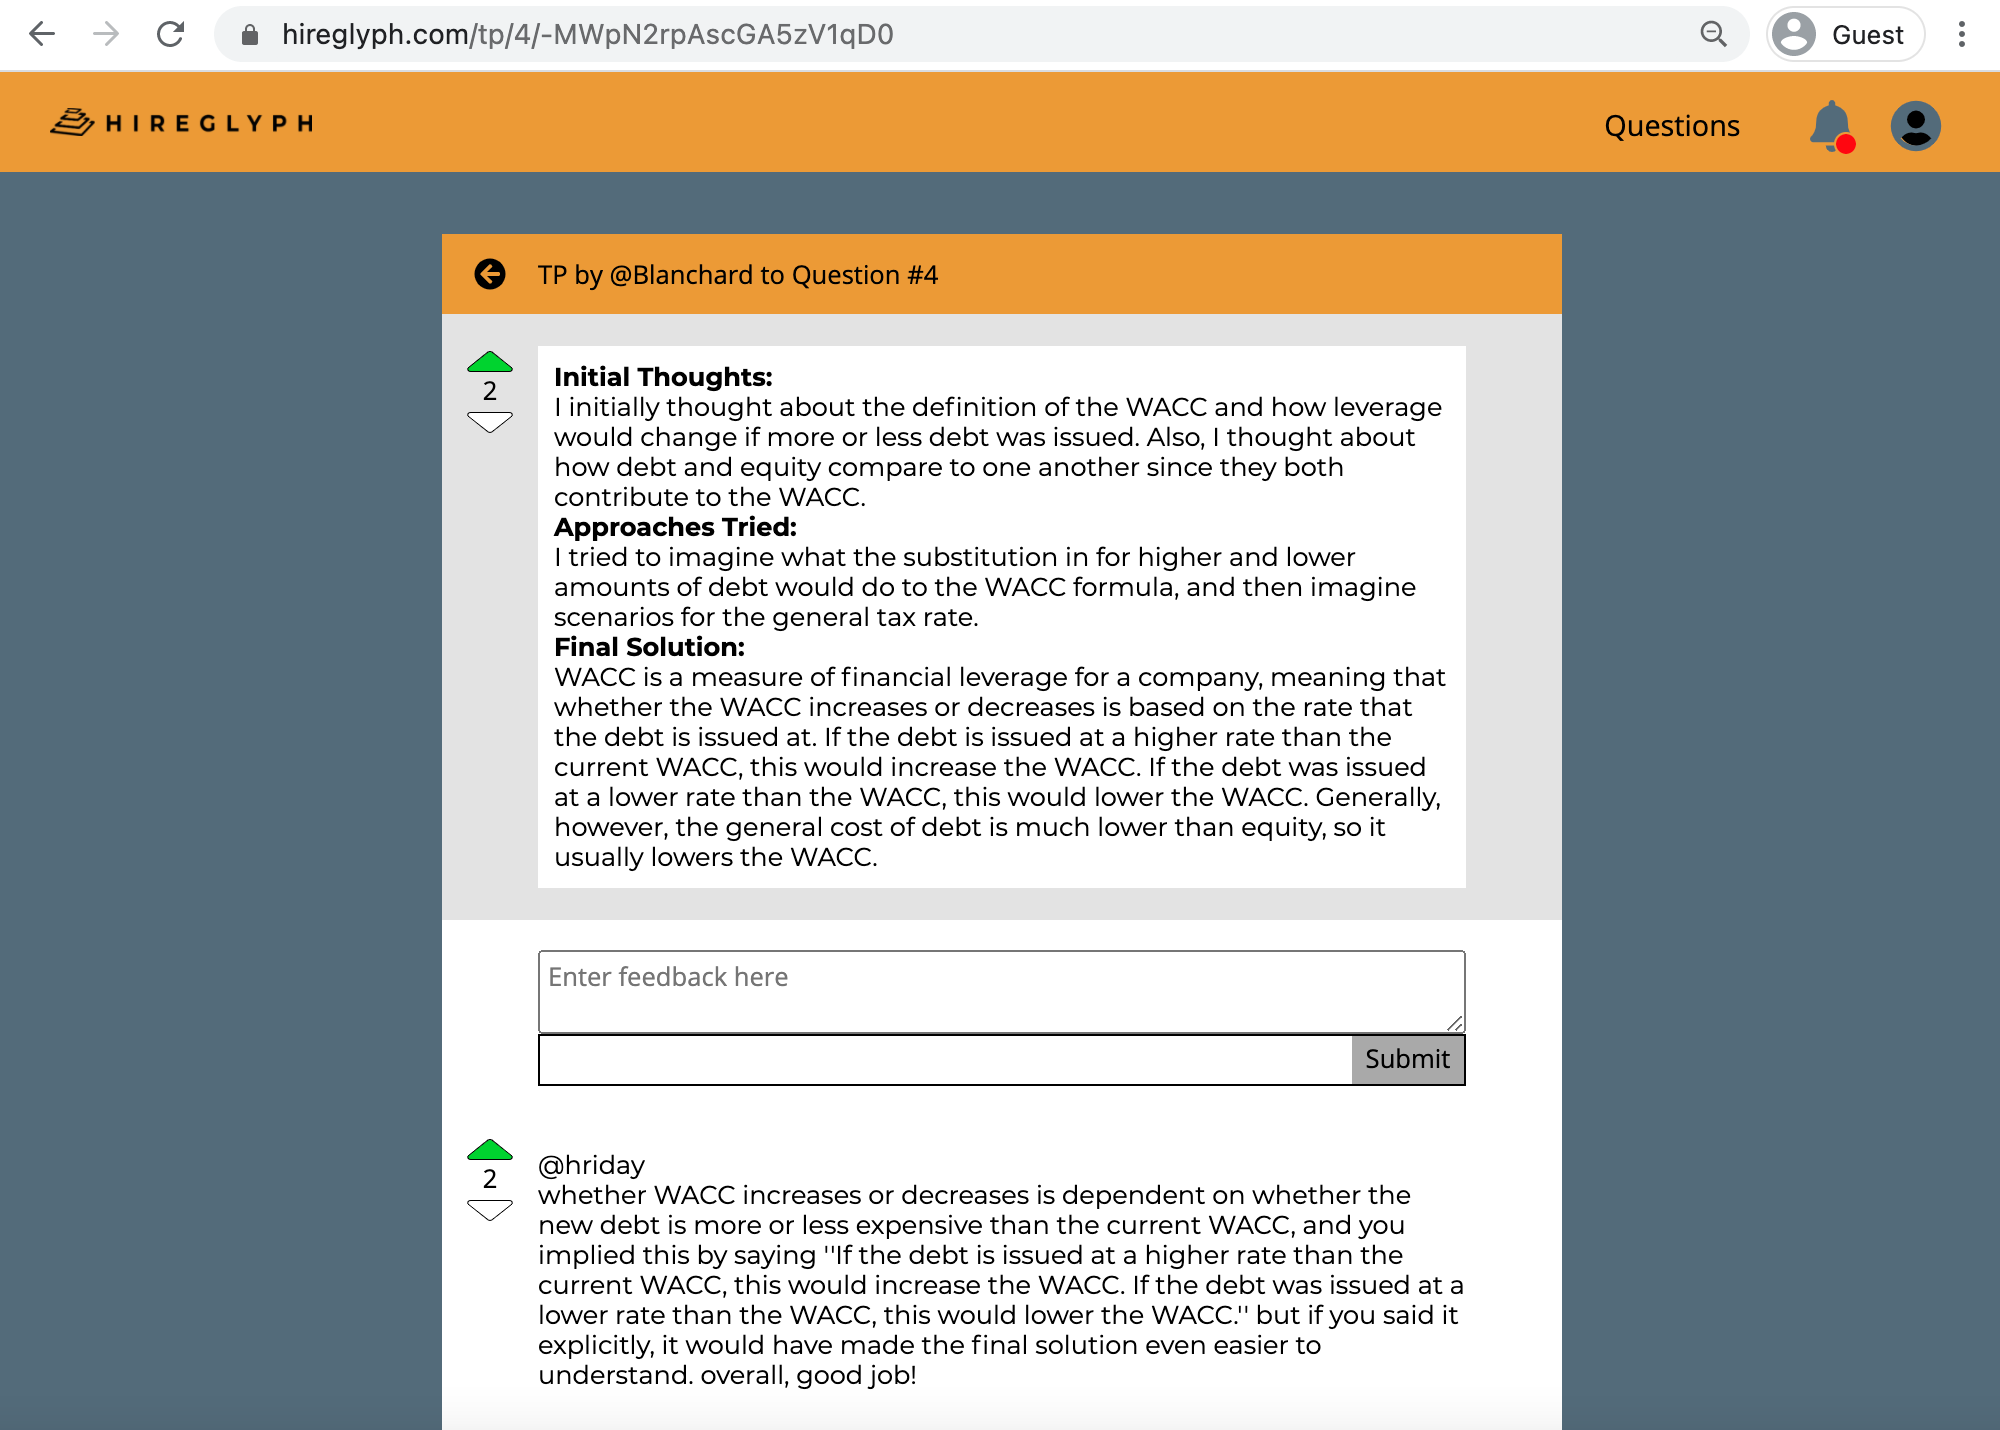 hireglyph.com/tp/4/-MWpN2rpAscGA5zV1qD0
Guest
HIREGLYPH
Questions
TP by @Blanchard to Question #4
2
Initial Thoughts:
I initially thought about the definition of the WACC and how leverage
would change if more or less debt was issued. Also, I thought about
how debt and equity compare to one another since they both
contribute to the WACC.
Approaches Tried:
I tried to imagine what the substitution in for higher and lower
amounts of debt would do to the WACC formula, and then imagine
scenarios for the general tax rate.
Final Solution:
WACC is a measure of financial leverage for a company, meaning that
whether the WACC increases or decreases is based on the rate that
the debt is issued at. If the debt is issued at a higher rate than the
current WACC, this would increase the WACC. If the debt was issued
at a lower rate than the WACC, this would lower the WACC. Generally,
however, the general cost of debt is much lower than equity, so it
usually lowers the WACC.
Enter feedback here
Submit
2
@hriday
whether WACC increases or decreases is dependent on whether the
new debt is more or less expensive than the current WACC, and you
implied this by saying "If the debt is issued at a higher rate than the
current WACC, this would increase the WACC. If the debt was issued at a
lower rate than the WACC, this would lower the WACC." but if you said it
explicitly, it would have made the final solution even easier to
understand. overall, good job!